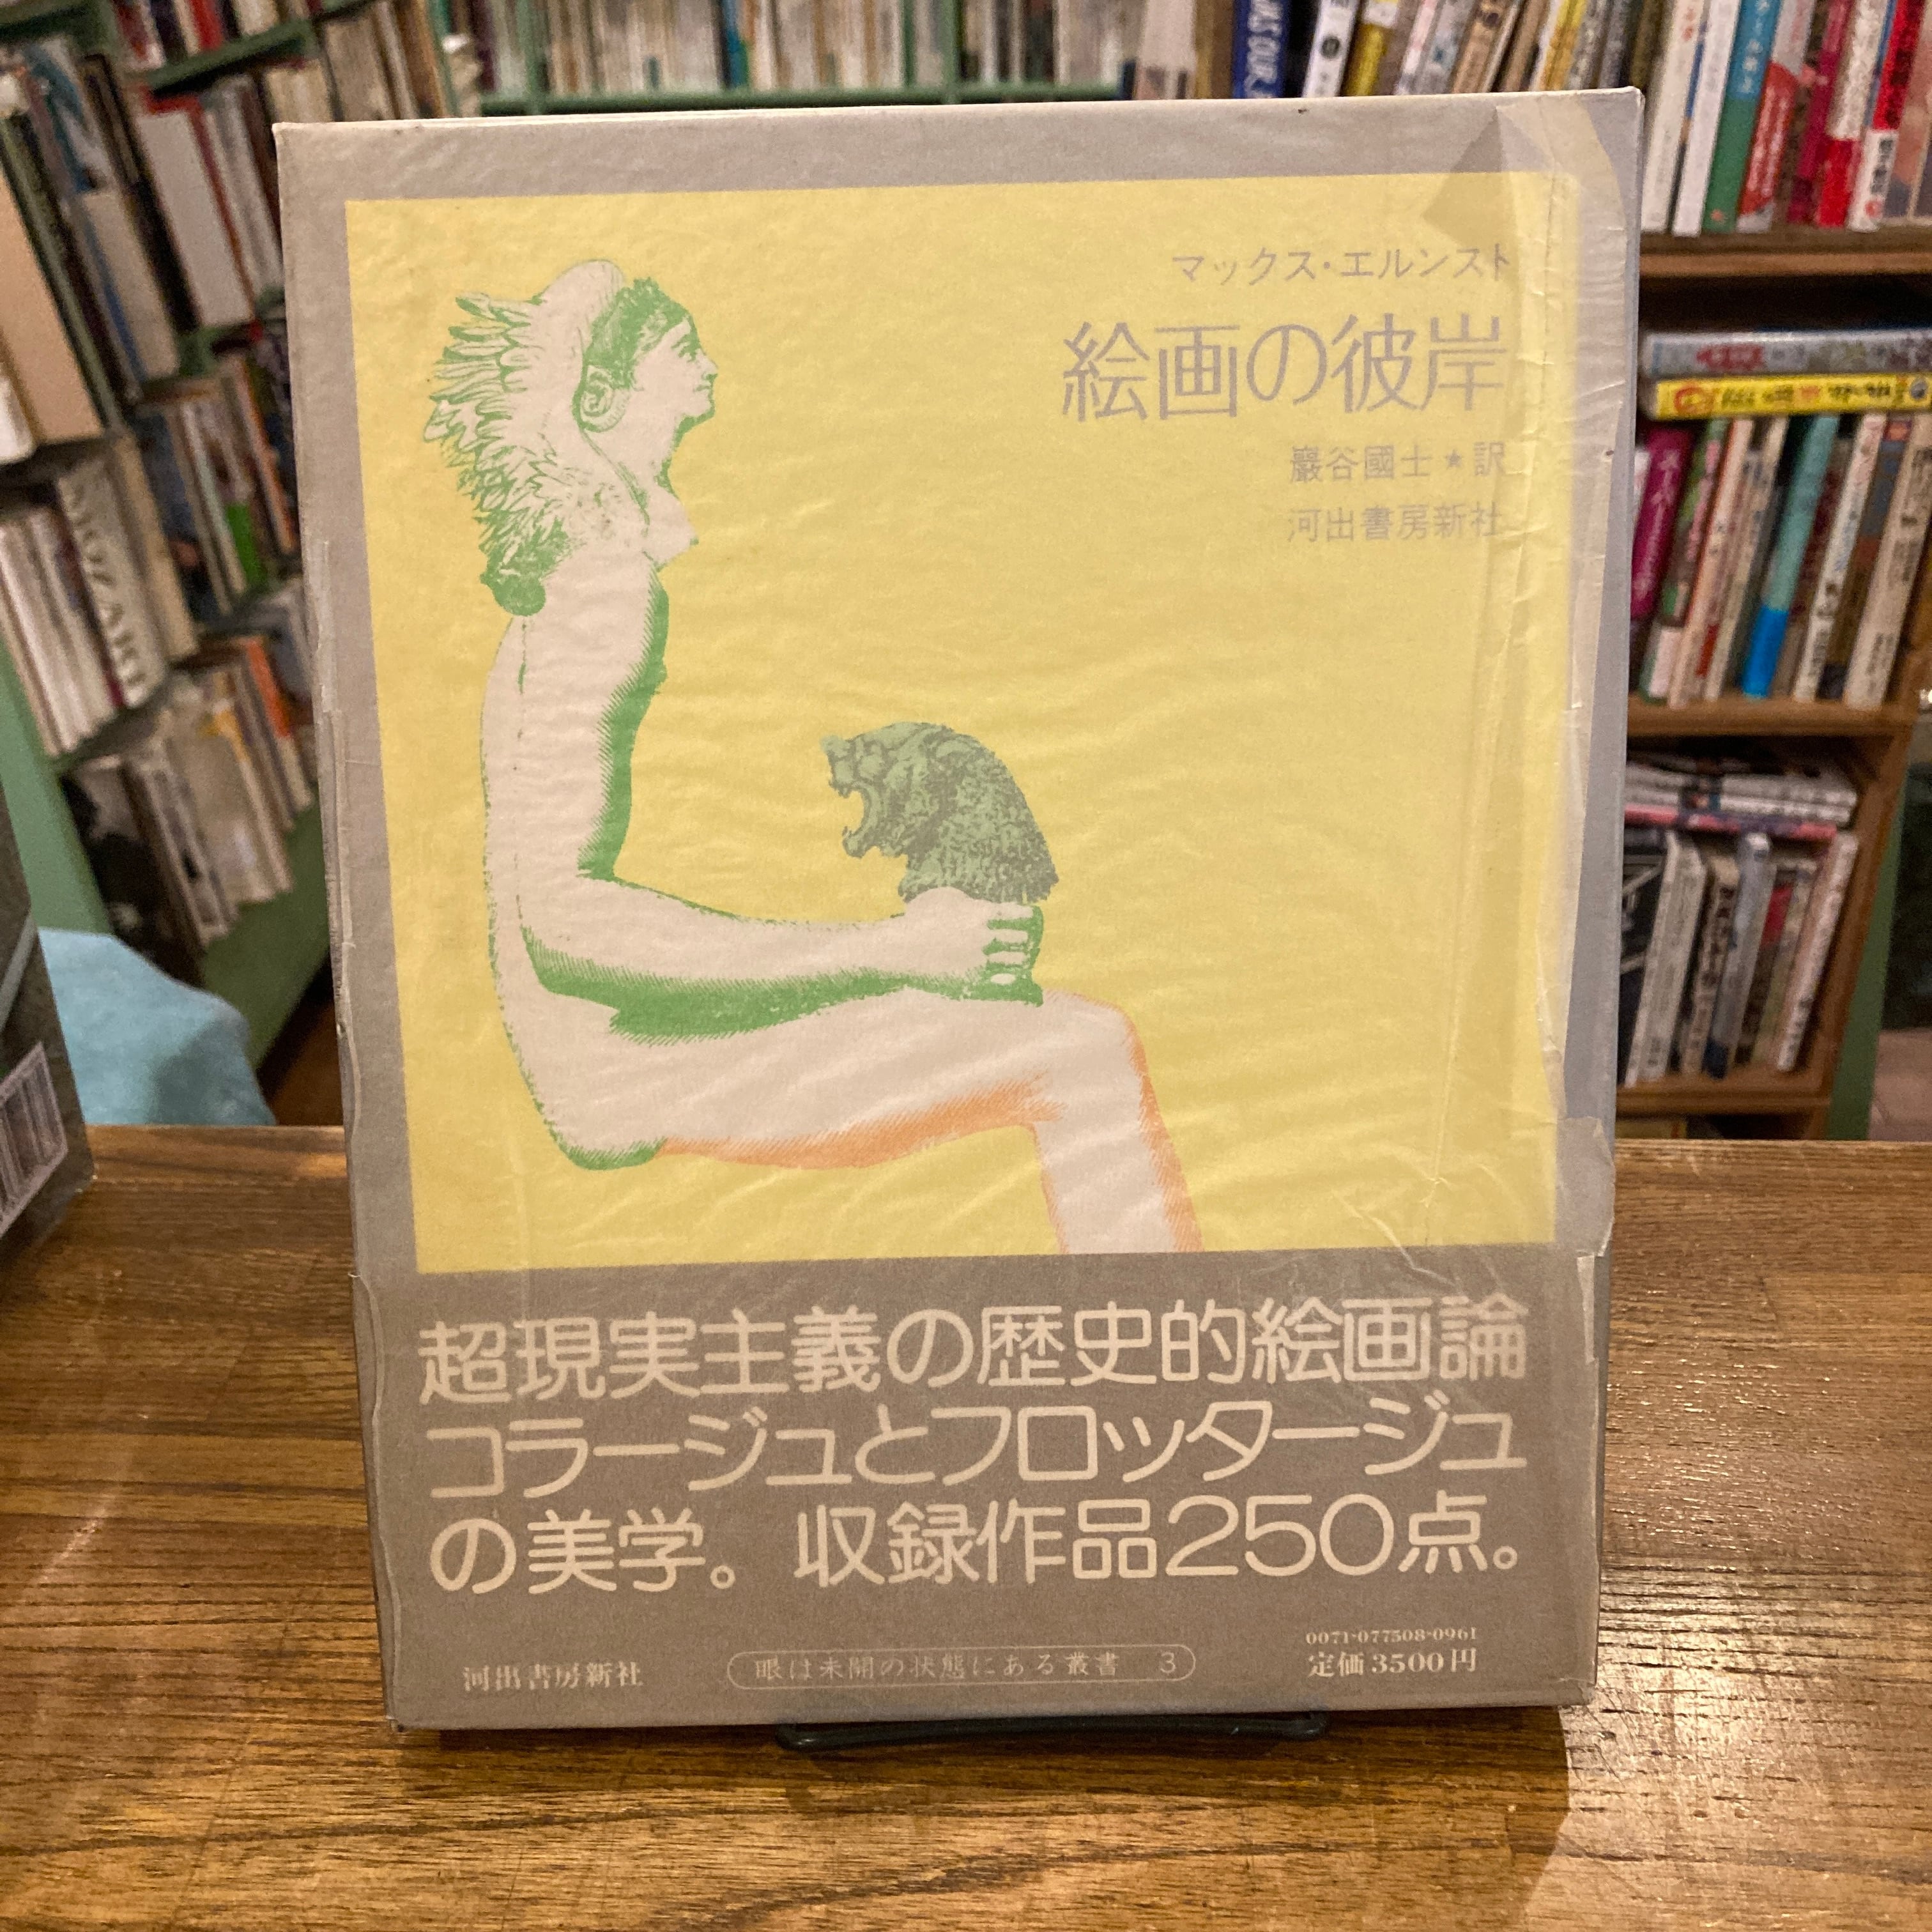 マックス・エルンスト
絵画の彼岸
巖谷國士★訳
河出書房新社
超現実主義の歴史的絵画論
コラージュとフロッタージュ
の美学。収録作品250点。
河出書房新社
眼は未開の状態にある叢書 3
0071-077508-0961
定価3500円